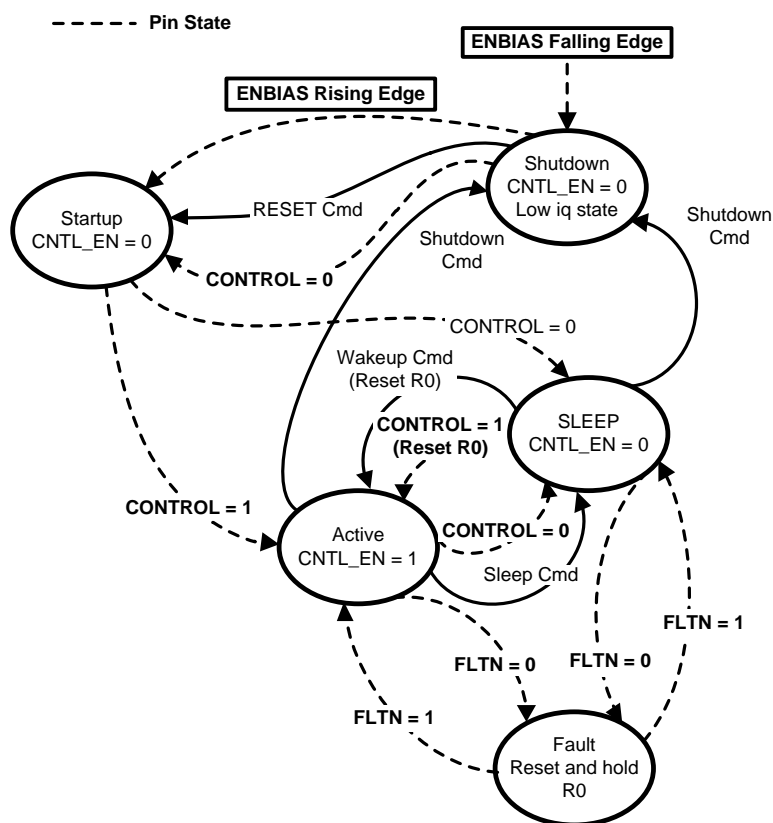 Pin State
ENBIAS Falling Edge
ENBIAS Rising Edge
Shutdown
CNTL_EN = 0
Low iq state
Startup
CNTL_EN = 0
RESET Cmd
Shutdown
Cmd
Shutdown
Cmd
CONTROL = 0
CONTROL = 0
Wakeup Cmd
(Reset R0)
CONTROL = 1
(Reset R0)
SLEEP
CNTL_EN = 0
CONTROL = 1
Active
CNTL_EN = 1
CONTROL = 0
Sleep Cmd
FLTN = 1
FLTN = 0
FLTN = 0
FLTN = 1
Fault
Reset and hold
R0